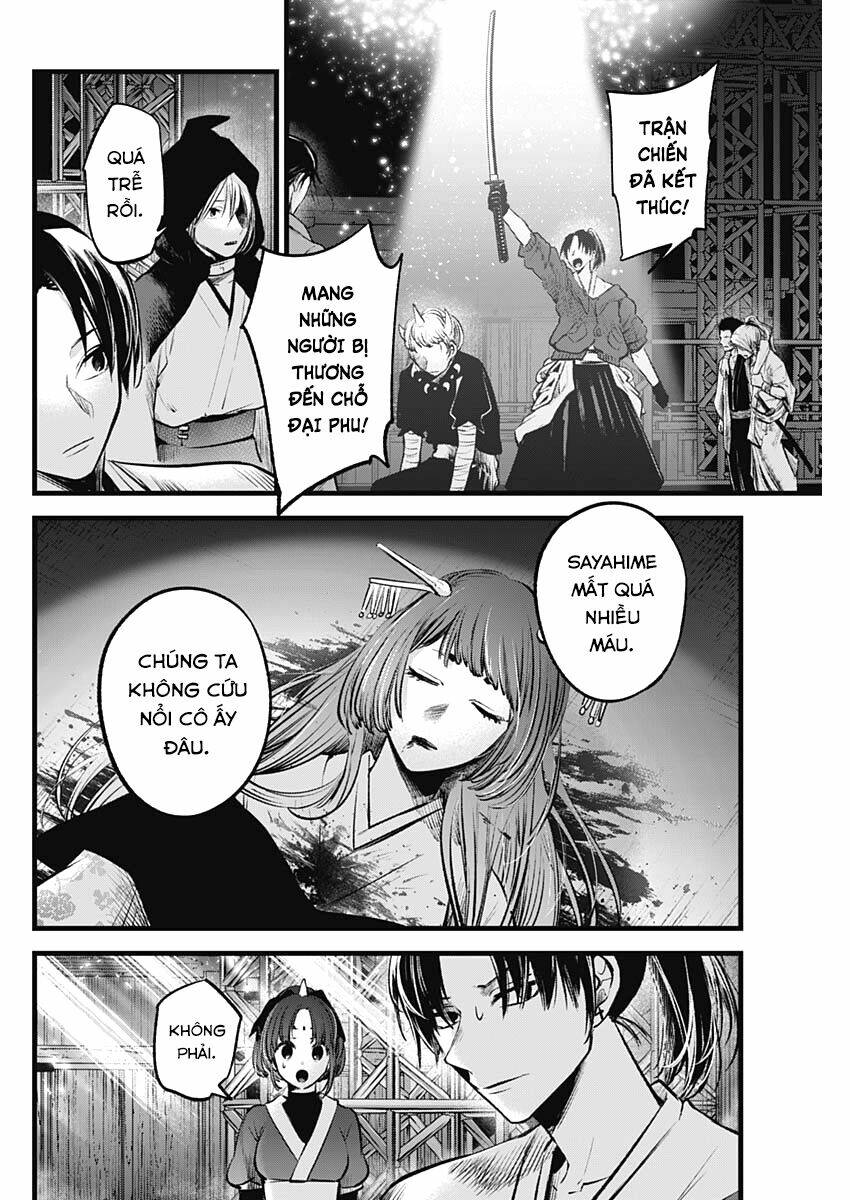 TRẬN
CHIẾN
ĐÃ KẾT
THÚC!
MANG
NHỮNG
NGƯỜI BỊ
THƯƠNG
ĐẾN CHỖ
ĐẠI PHU!
QUÁ
TRỄ
RỒI.
SAYAHIME
MẤT QUÁ
NHIỀU
MÁU.
CHÚNG TA
KHÔNG CỨU
NỔI CÔ ẤY
ĐÂU.
KHÔNG
PHẢI.